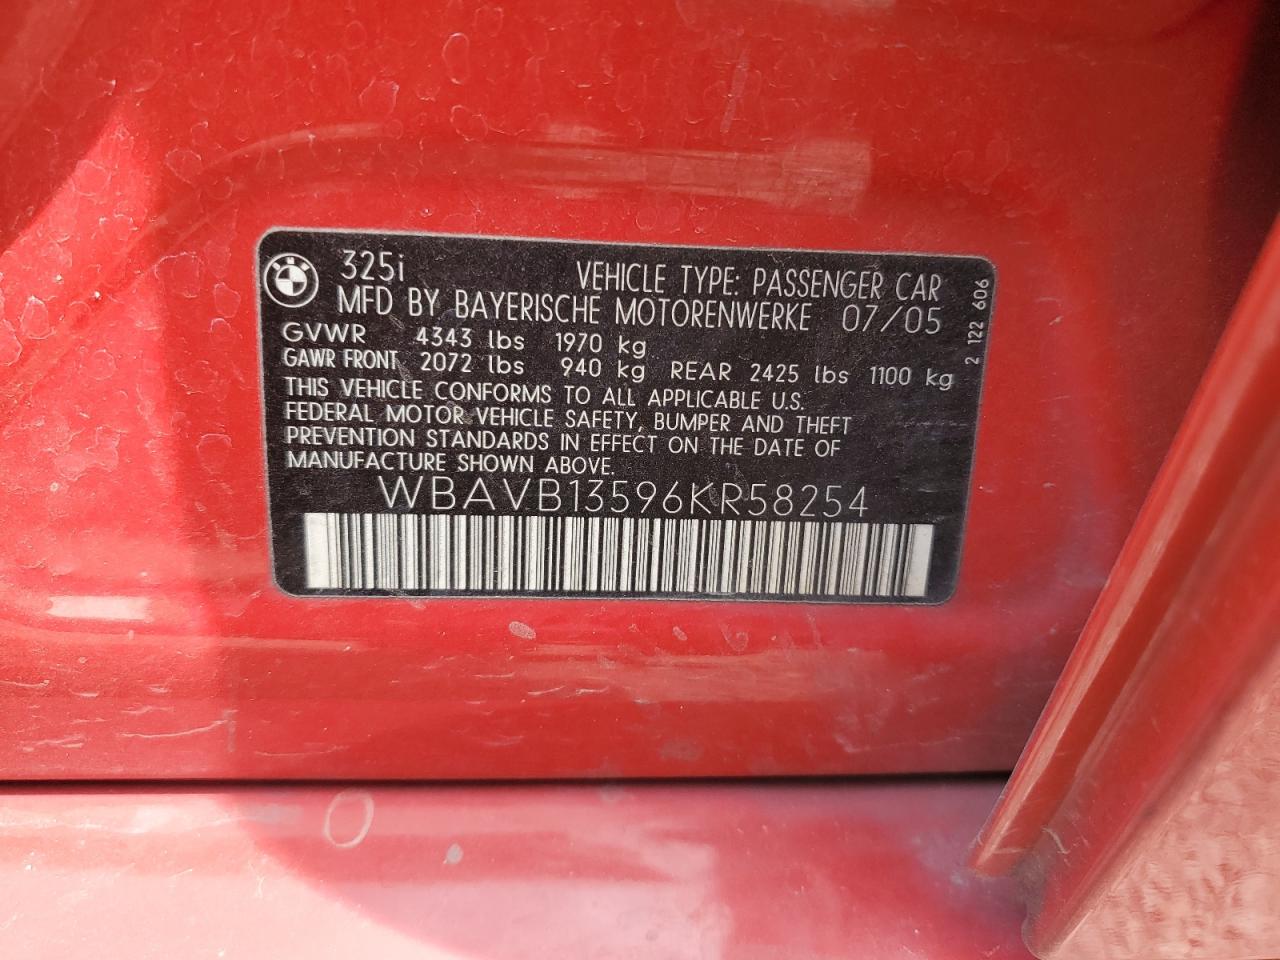 325i VEHICLE TYPE: PASSENGER CAR
MFD BY BAYERISCHE MOTORENWERKE 07/05
GVWR 4343 lbs 1970 kg
GAWR FRONT 2072 lbs 940 kg REAR 2425 lbs 1100 kg
THIS VEHICLE CONFORMS TO ALL APPLICABLE U.S.
FEDERAL MOTOR VEHICLE SAFETY, BUMPER AND THEFT
PREVENTION STANDARDS IN EFFECT ON THE DATE OF
MANUFACTURE SHOWN ABOVE.
WBAVB13596KR58254
2 122 606